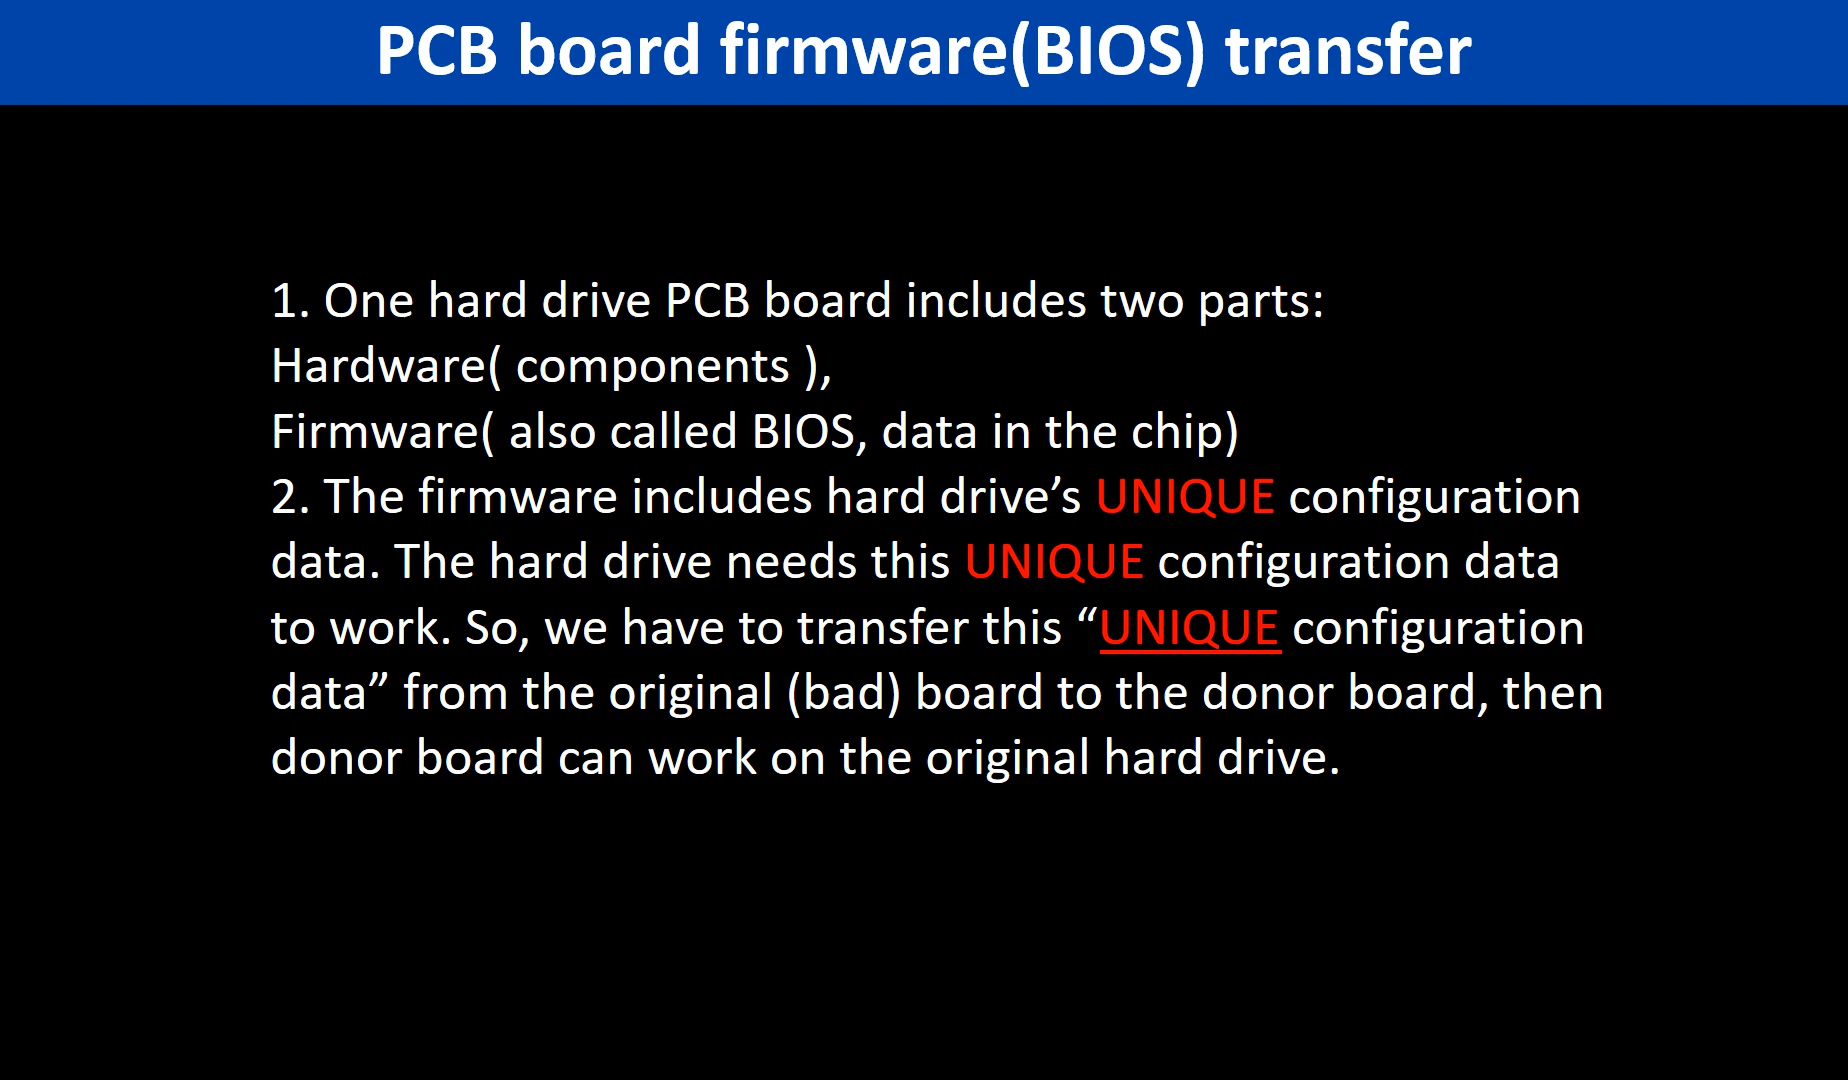 PCB board firmware(BIOS) transfer
1. One hard drive PCB board includes two parts:
Hardware( components ),
Firmware( also called BIOS, data in the chip)
2. The firmware includes hard drive’s UNIQUE configuration
data. The hard drive needs this UNIQUE configuration data
to work. So, we have to transfer this “UNIQUE configuration
data” from the original (bad) board to the donor board, then
donor board can work on the original hard drive.